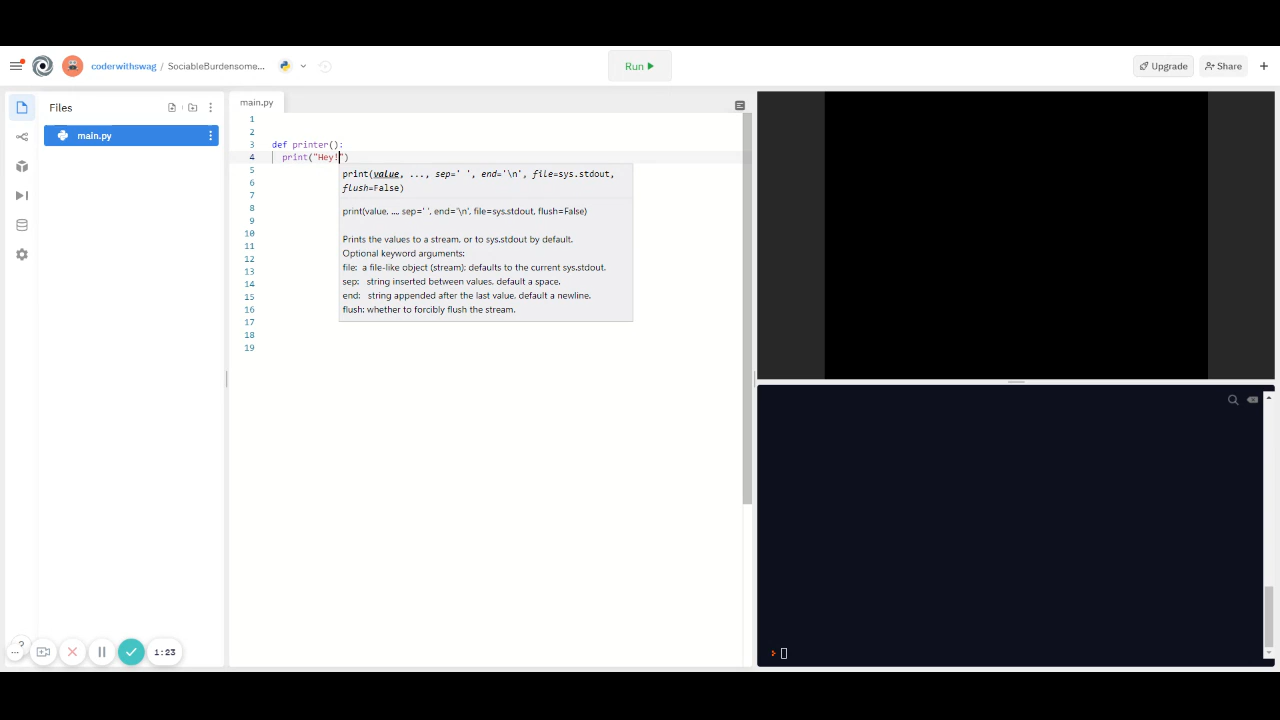 coderwithswag / SociableBurdensome...
Run
Upgrade
Share
Files
main.py
main.py
1
2
3 def printer():
4 print("Hey!")
5
6
7
8
9
10
11
12
13
14
15
16
17
18
19
print(value, ..., sep=' ', end='\n', file=sys.stdout,
flush=False)
print(value, ..., sep=' ', end='\n', file=sys.stdout, flush=False)
Prints the values to a stream, or to sys.stdout by default.
Optional keyword arguments:
file: a file-like object (stream); defaults to the current sys.stdout.
sep: string inserted between values, default a space.
end: string appended after the last value, default a newline.
flush: whether to forcibly flush the stream.
?
...
1:23